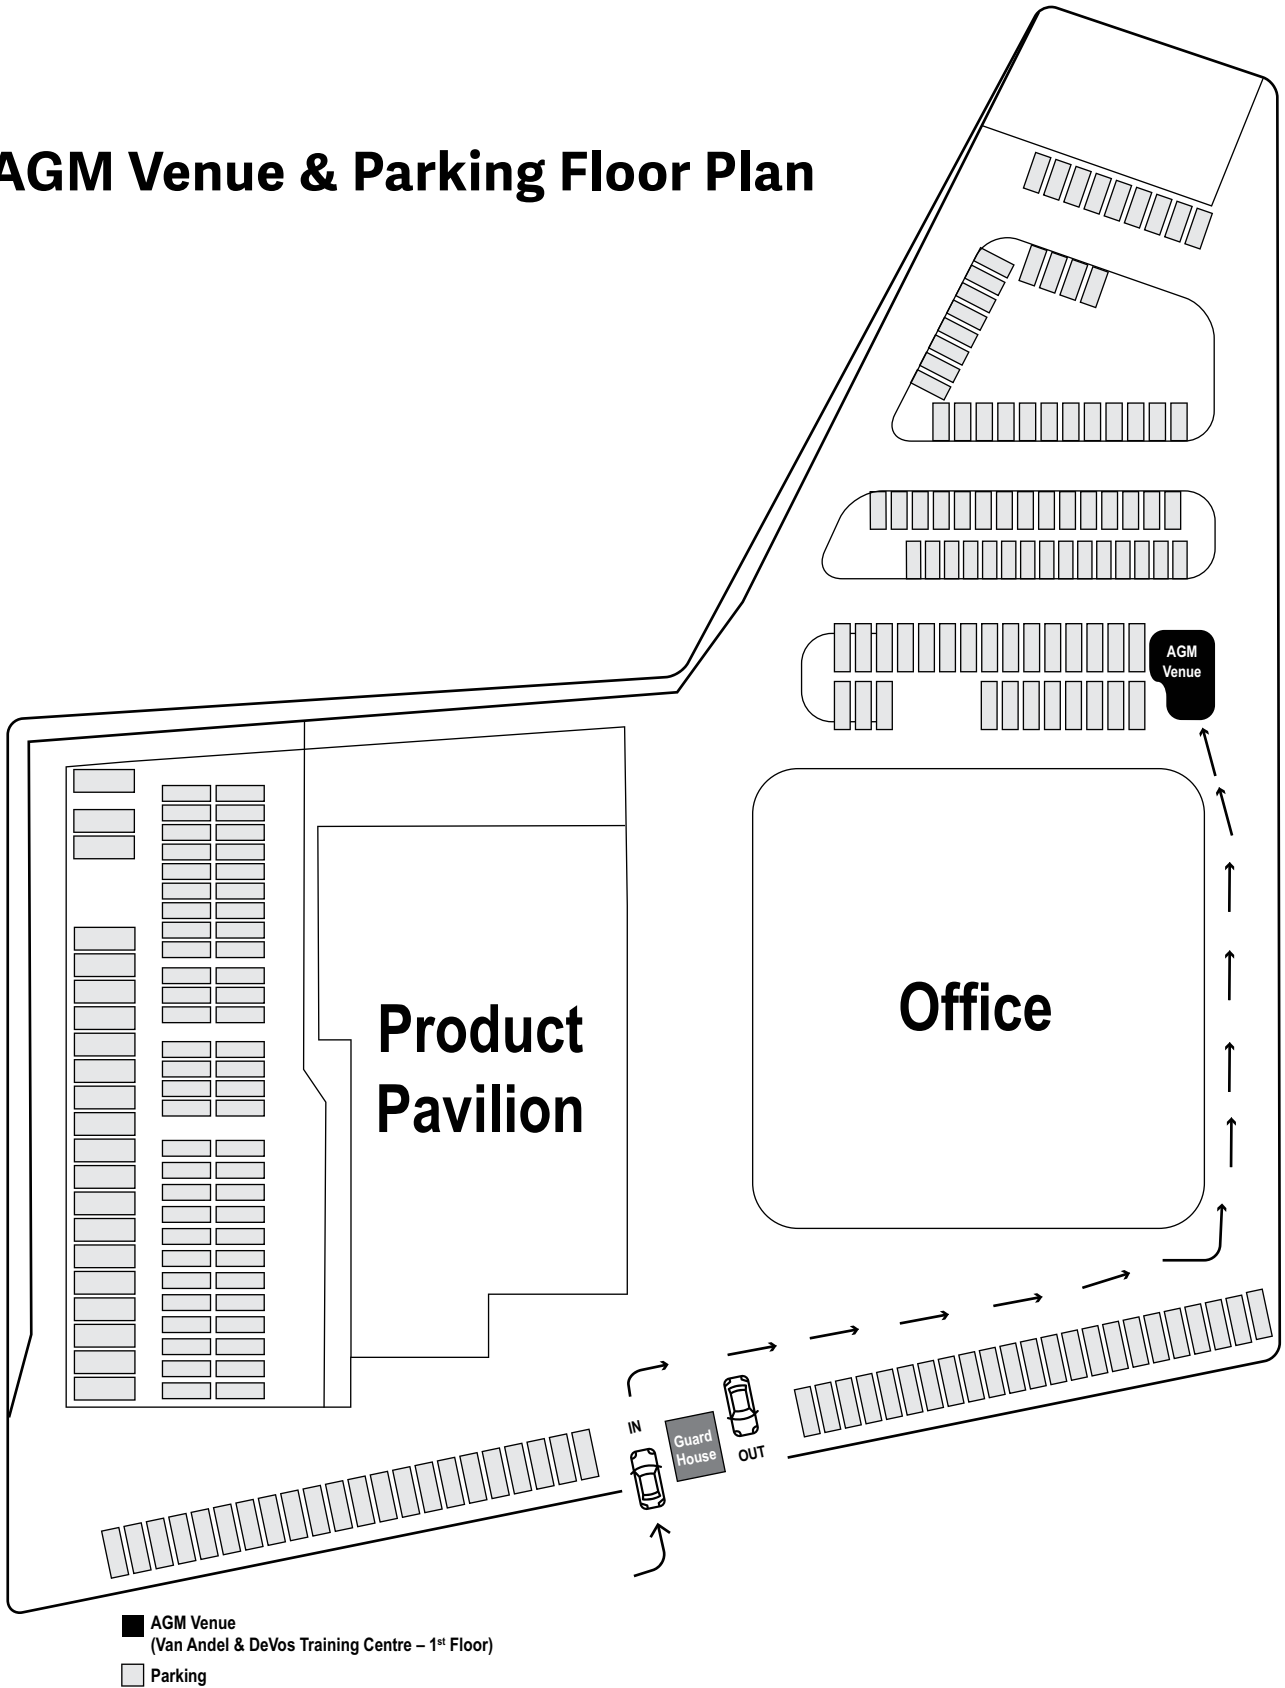 AGM Venue & Parking Floor Plan
AGM
Venue
Product
Pavilion
Office
IN
Guard
House
OUT
AGM Venue
(Van Andel & DeVos Training Centre – 1st Floor)
Parking